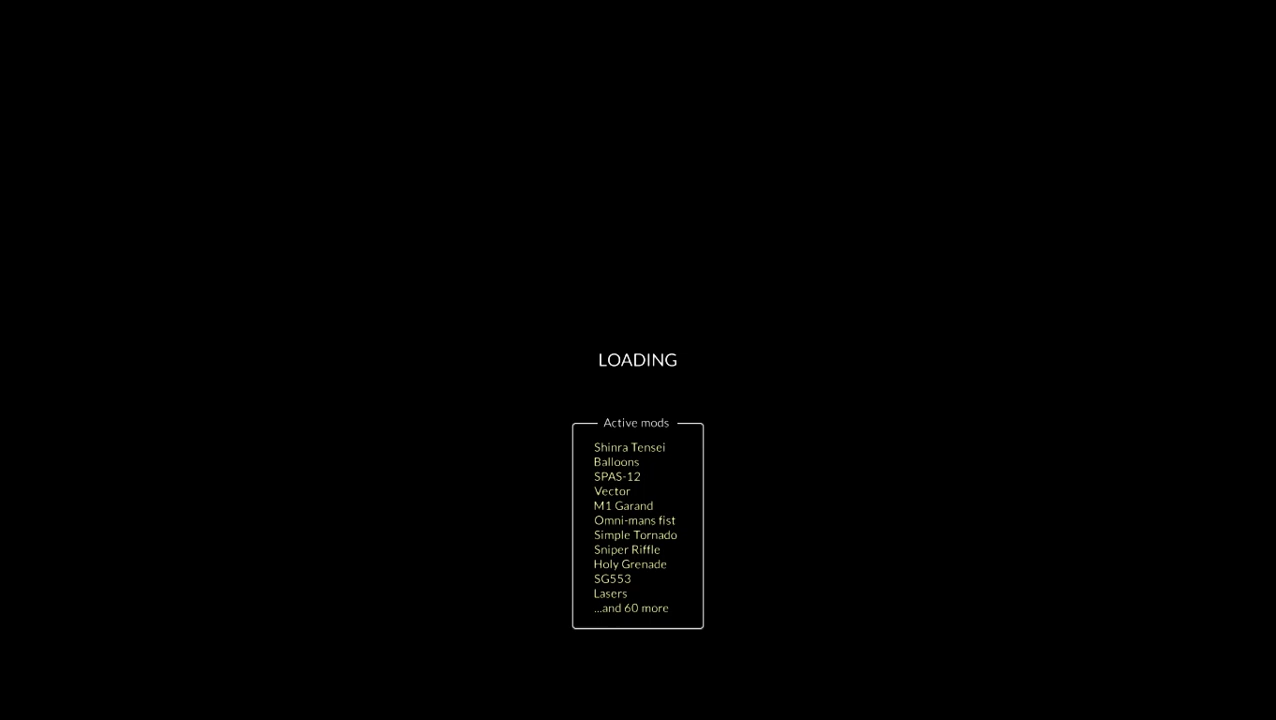 LOADING
Active mods
Shinra Tensei
Balloons
SPAS-12
Vector
M1 Garand
Omni-mans fist
Simple Tornado
Sniper Riffle
Holy Grenade
SG553
Lasers
...and 60 more